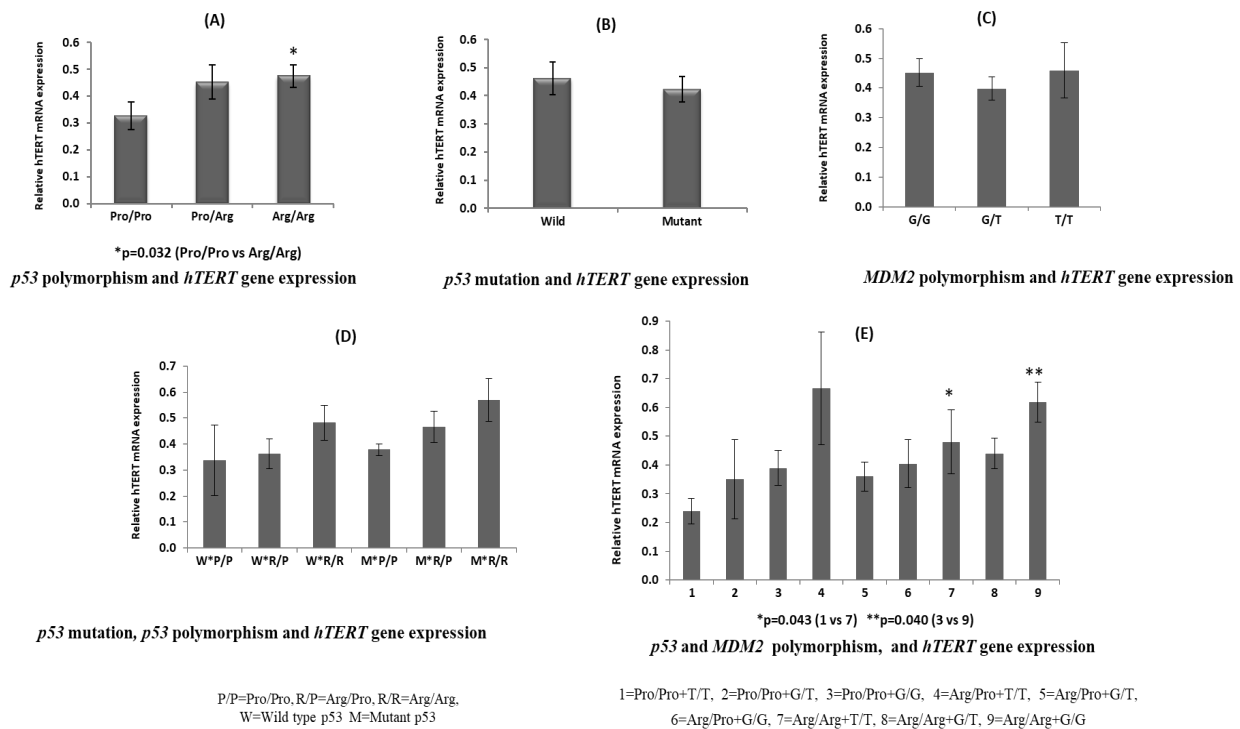 (A)
Relative hTERT mRNA expression
0.6
0.5
0.4
0.3
0.2
0.1
0.0
*
Pro/Pro Pro/Arg Arg/Arg
*p=0.032 (Pro/Pro vs Arg/Arg)
p53 polymorphism and hTERT gene expression
(B)
Relative hTERT mRNA expression
0.6
0.5
0.4
0.3
0.2
0.1
0.0
Wild Mutant
p53 mutation and hTERT gene expression
(C)
Relative hTERT mRNA expression
0.6
0.5
0.4
0.3
0.2
0.1
0.0
G/G G/T T/T
MDM2 polymorphism and hTERT gene expression
(D)
Relative hTERT mRNA expression
0.7
0.6
0.5
0.4
0.3
0.2
0.1
0.0
W*P/P W*R/P W*R/R M*P/P M*R/P M*R/R
p53 mutation, p53 polymorphism and hTERT gene expression
P/P=Pro/Pro, R/P=Arg/Pro, R/R=Arg/Arg,
W=Wild type p53 M=Mutant p53
(E)
Relative hTERT mRNA expression
0.9
0.8
0.7
0.6
0.5
0.4
0.3
0.2
0.1
0.0
*
**
1 2 3 4 5 6 7 8 9
*p=0.043 (1 vs 7) **p=0.040 (3 vs 9)
p53 and MDM2 polymorphism, and hTERT gene expression
1=Pro/Pro+T/T, 2=Pro/Pro+G/T, 3=Pro/Pro+G/G, 4=Arg/Pro+T/T, 5=Arg/Pro+G/T,
6=Arg/Pro+G/G, 7=Arg/Arg+T/T, 8=Arg/Arg+G/T, 9=Arg/Arg+G/G